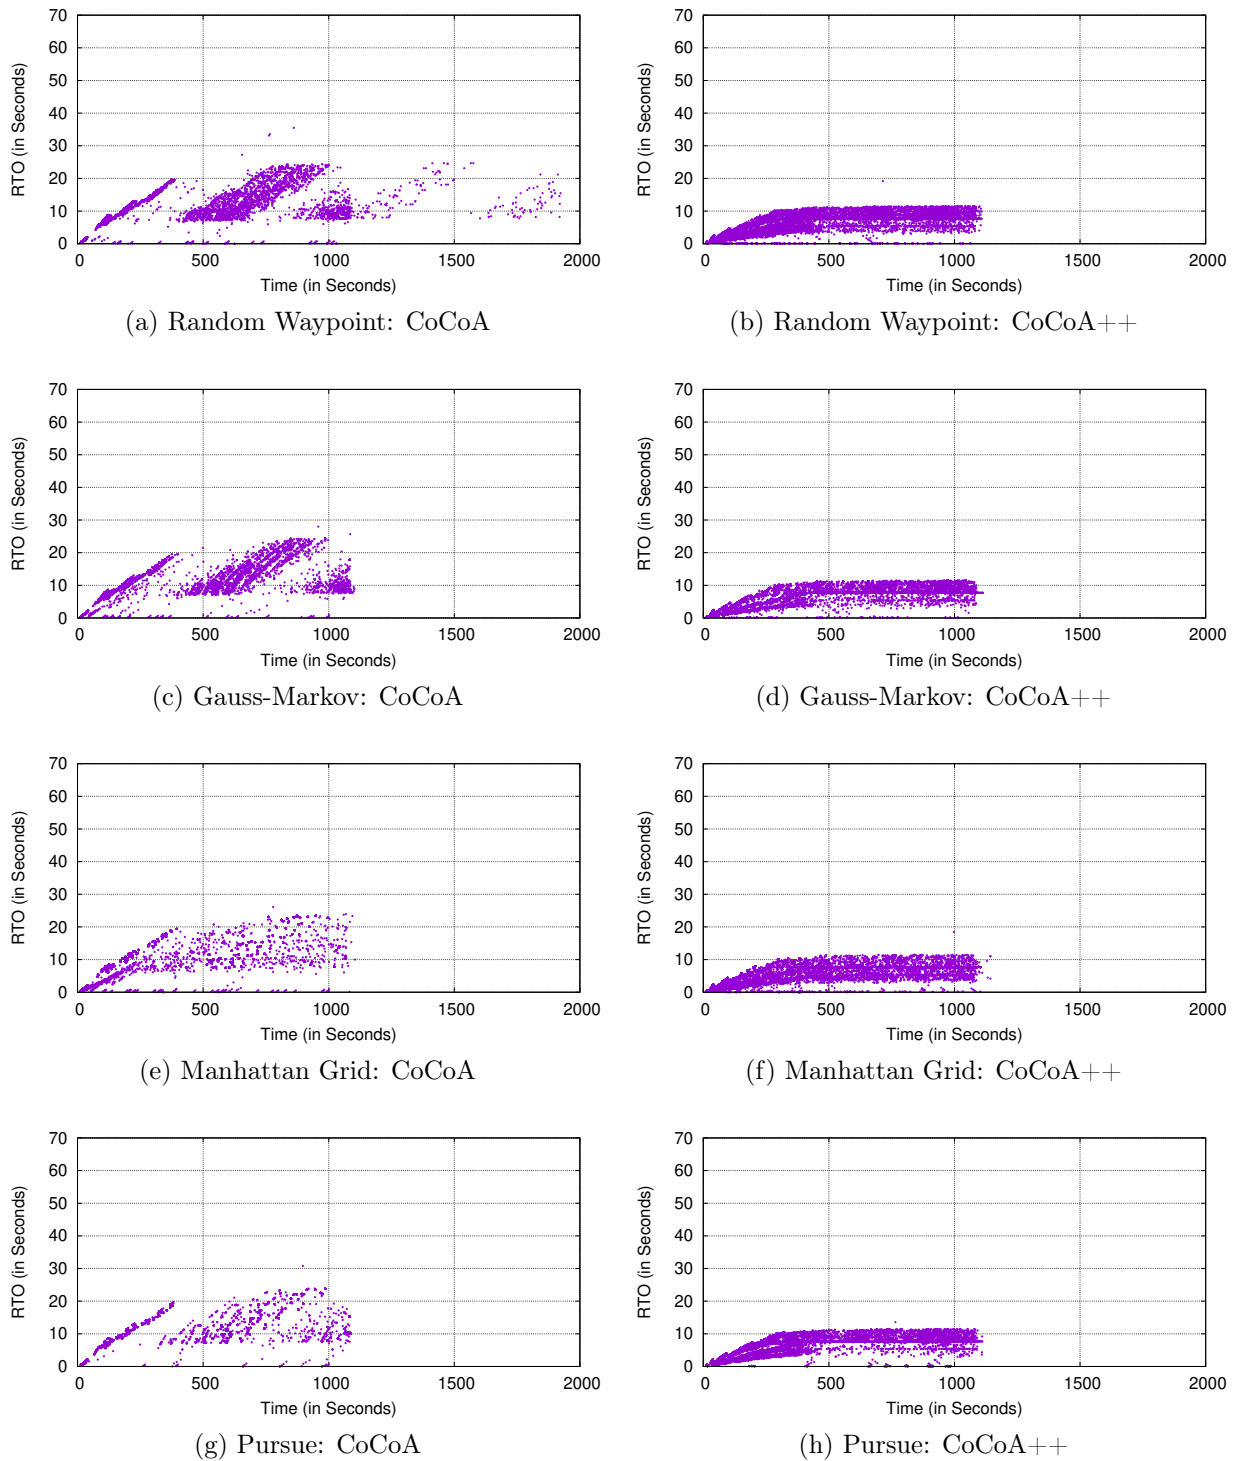 70
60
50
40
30
20
10
0
RTO (in Seconds)
0 500 1000 1500 2000
Time (in Seconds)
(a) Random Waypoint: CoCoA
70
60
50
40
30
20
10
0
RTO (in Seconds)
0 500 1000 1500 2000
Time (in Seconds)
(b) Random Waypoint: CoCoA++
70
60
50
40
30
20
10
0
RTO (in Seconds)
0 500 1000 1500 2000
Time (in Seconds)
(c) Gauss-Markov: CoCoA
70
60
50
40
30
20
10
0
RTO (in Seconds)
0 500 1000 1500 2000
Time (in Seconds)
(d) Gauss-Markov: CoCoA++
70
60
50
40
30
20
10
0
RTO (in Seconds)
0 500 1000 1500 2000
Time (in Seconds)
(e) Manhattan Grid: CoCoA
70
60
50
40
30
20
10
0
RTO (in Seconds)
0 500 1000 1500 2000
Time (in Seconds)
(f) Manhattan Grid: CoCoA++
70
60
50
40
30
20
10
0
RTO (in Seconds)
0 500 1000 1500 2000
Time (in Seconds)
(g) Pursue: CoCoA
70
60
50
40
30
20
10
0
RTO (in Seconds)
0 500 1000 1500 2000
Time (in Seconds)
(h) Pursue: CoCoA++